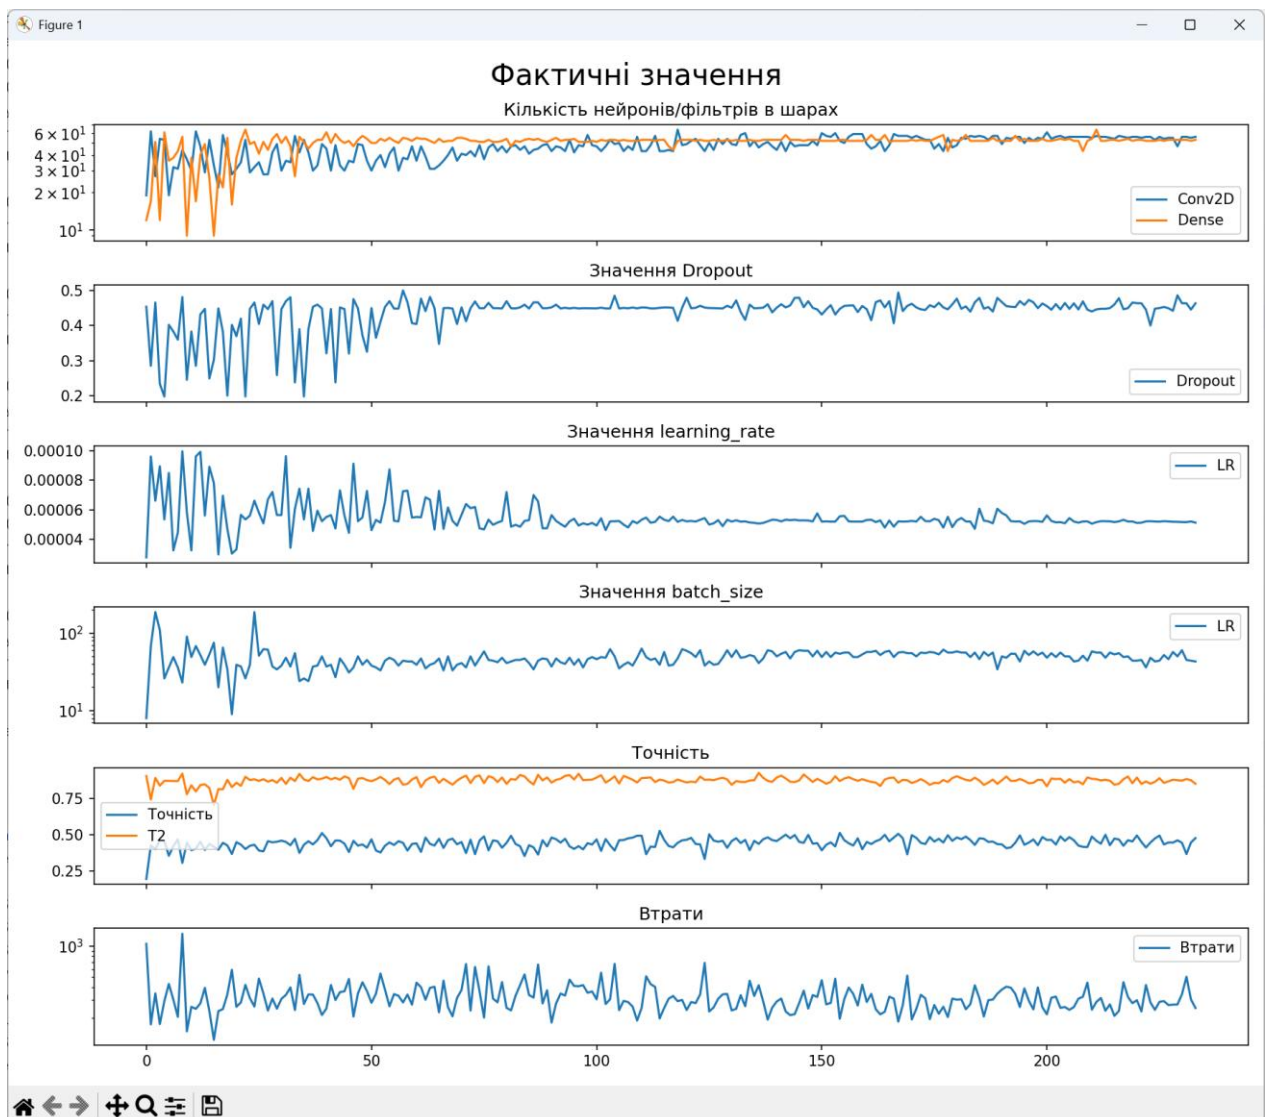 Figure 1
Фактичні значення
Кількість нейронів/фільтрів в шарах
6 × 10¹
4 × 10¹
3 × 10¹
2 × 10¹
10¹
Conv2D
Dense
Значення Dropout
0.5
0.4
0.3
0.2
Dropout
Значення learning_rate
0.00010
0.00008
0.00006
0.00004
LR
Значення batch_size
10²
10¹
LR
Точність
0.75
0.50
0.25
Точність
T2
Втрати
10³
Втрати
0 50 100 150 200